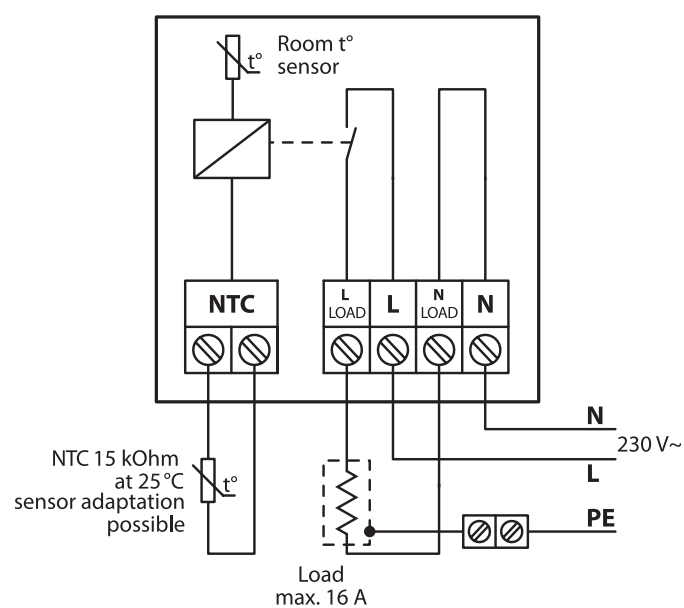 Room t°
sensor
t°
NTC
L
LOAD
L
N
LOAD
N
N
230 V~
L
PE
NTC 15 kOhm
at 25 °C
sensor adaptation
possible
t°
Load
max. 16 A